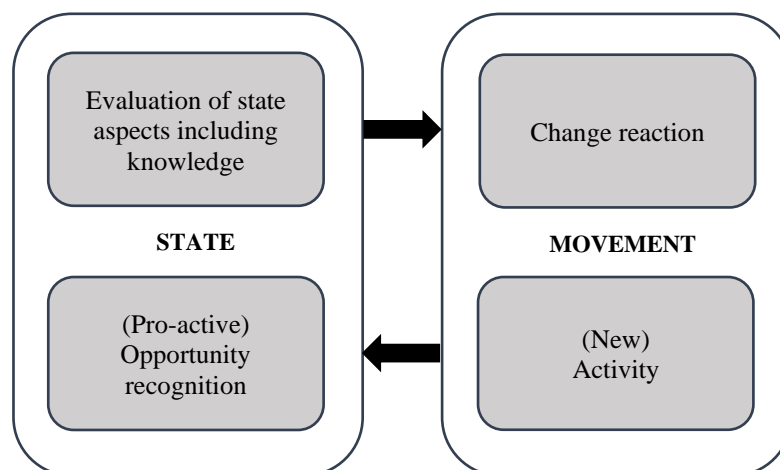 Evaluation of state
aspects including
knowledge
Change reaction
STATE
MOVEMENT
(Pro-active)
Opportunity
recognition
(New)
Activity